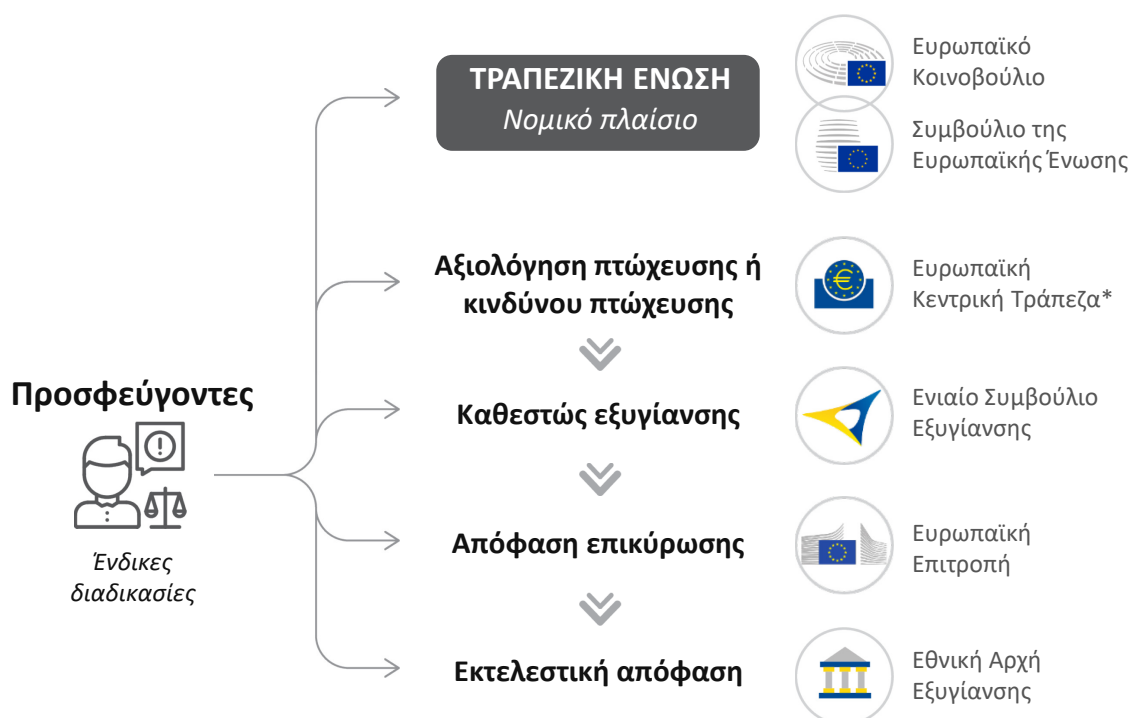 ΤΡΑΠΕΖΙΚΗ ΕΝΩΣΗ
Νομικό πλαίσιο
Ευρωπαϊκό
Κοινοβούλιο
Συμβούλιο της
Ευρωπαϊκής Ένωσης
Αξιολόγηση πτώχευσης ή
κινδύνου πτώχευσης
Ευρωπαϊκή
Κεντρική Τράπεζα*
Προσφεύγοντες
Ένδικες
διαδικασίες
Καθεστώς εξυγίανσης
Ενιαίο Συμβούλιο
Εξυγίανσης
Απόφαση επικύρωσης
Ευρωπαϊκή
Επιτροπή
Εκτελεστική απόφαση
Εθνική Αρχή
Εξυγίανσης